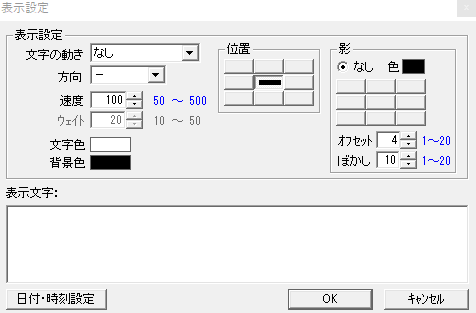 表示設定
表示設定
文字の動き なし
方向 ー
速度 100 50 ～ 500
ウェイト 20 10 ～ 50
文字色
背景色
位置
影
なし 色
オフセット 4 1～20
ぼかし 10 1～20
表示文字：
日付・時刻設定 OK キャンセル